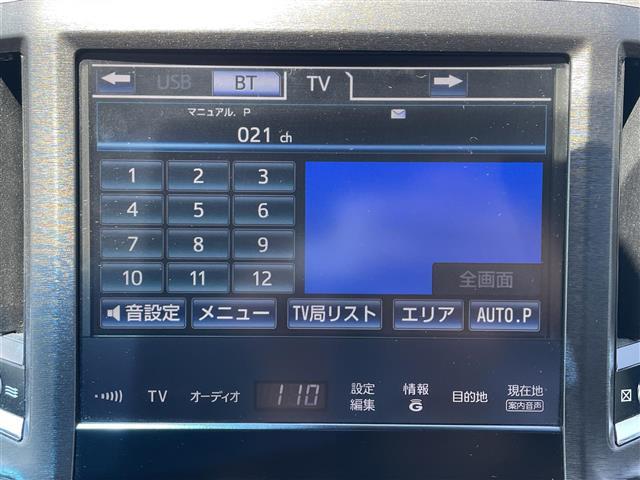 USB BT TV
マニュアル. P
021 ch
1 2 3
4 5 6
7 8 9
10 11 12
全画面
音設定 メニュー TV局リスト エリア AUTO.P
TV オーディオ 110 設定編集 情報G 目的地 現在地
案内音声